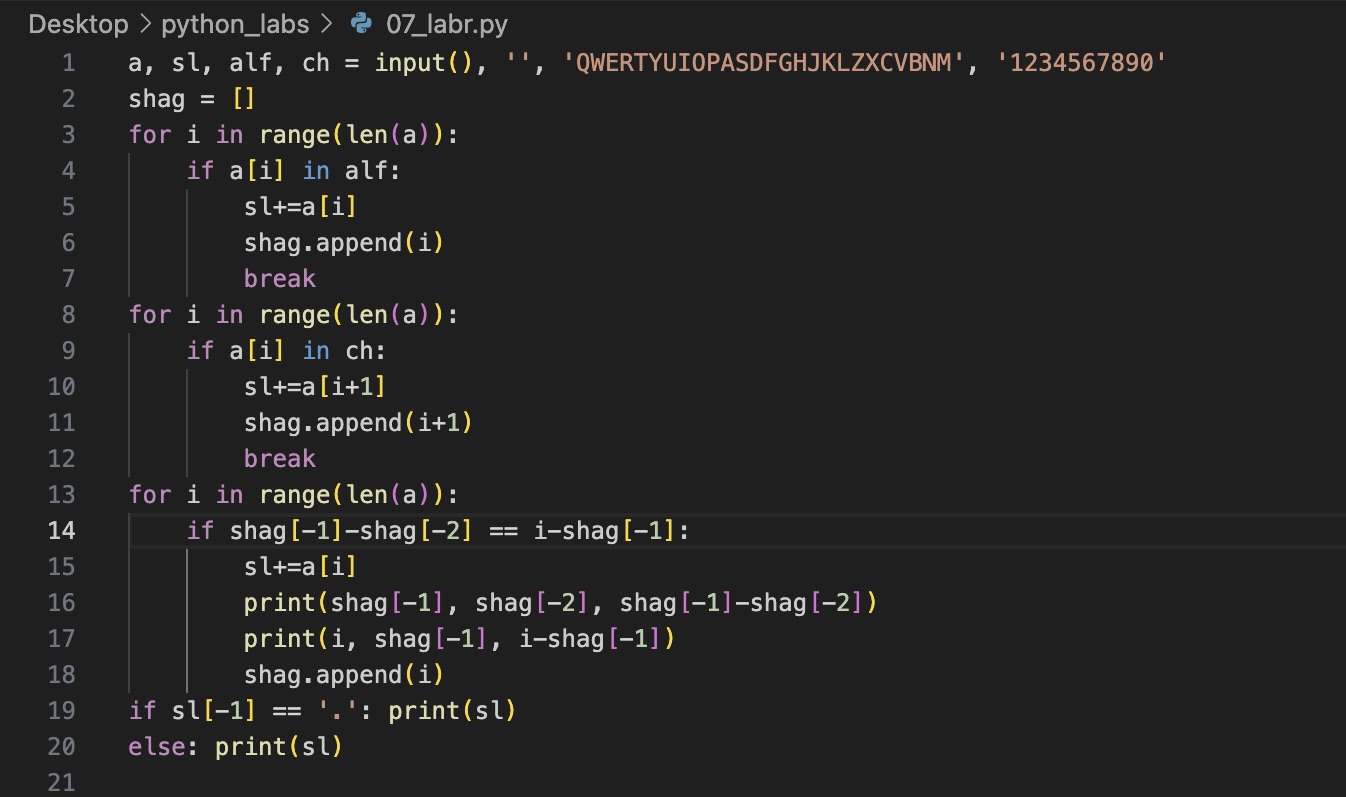 Desktop > python_labs > 07_labr.py
1 a, sl, alf, ch = input(), '', 'QWERTYUIOPASDFGHJKLZXCVBNM', '1234567890'
2 shag = []
3 for i in range(len(a)):
4     if a[i] in alf:
5         sl+=a[i]
6         shag.append(i)
7         break
8 for i in range(len(a)):
9     if a[i] in ch:
10         sl+=a[i+1]
11         shag.append(i+1)
12         break
13 for i in range(len(a)):
14     if shag[-1]-shag[-2] == i-shag[-1]:
15         sl+=a[i]
16         print(shag[-1], shag[-2], shag[-1]-shag[-2])
17         print(i, shag[-1], i-shag[-1])
18         shag.append(i)
19 if sl[-1] == '.': print(sl)
20 else: print(sl)
21